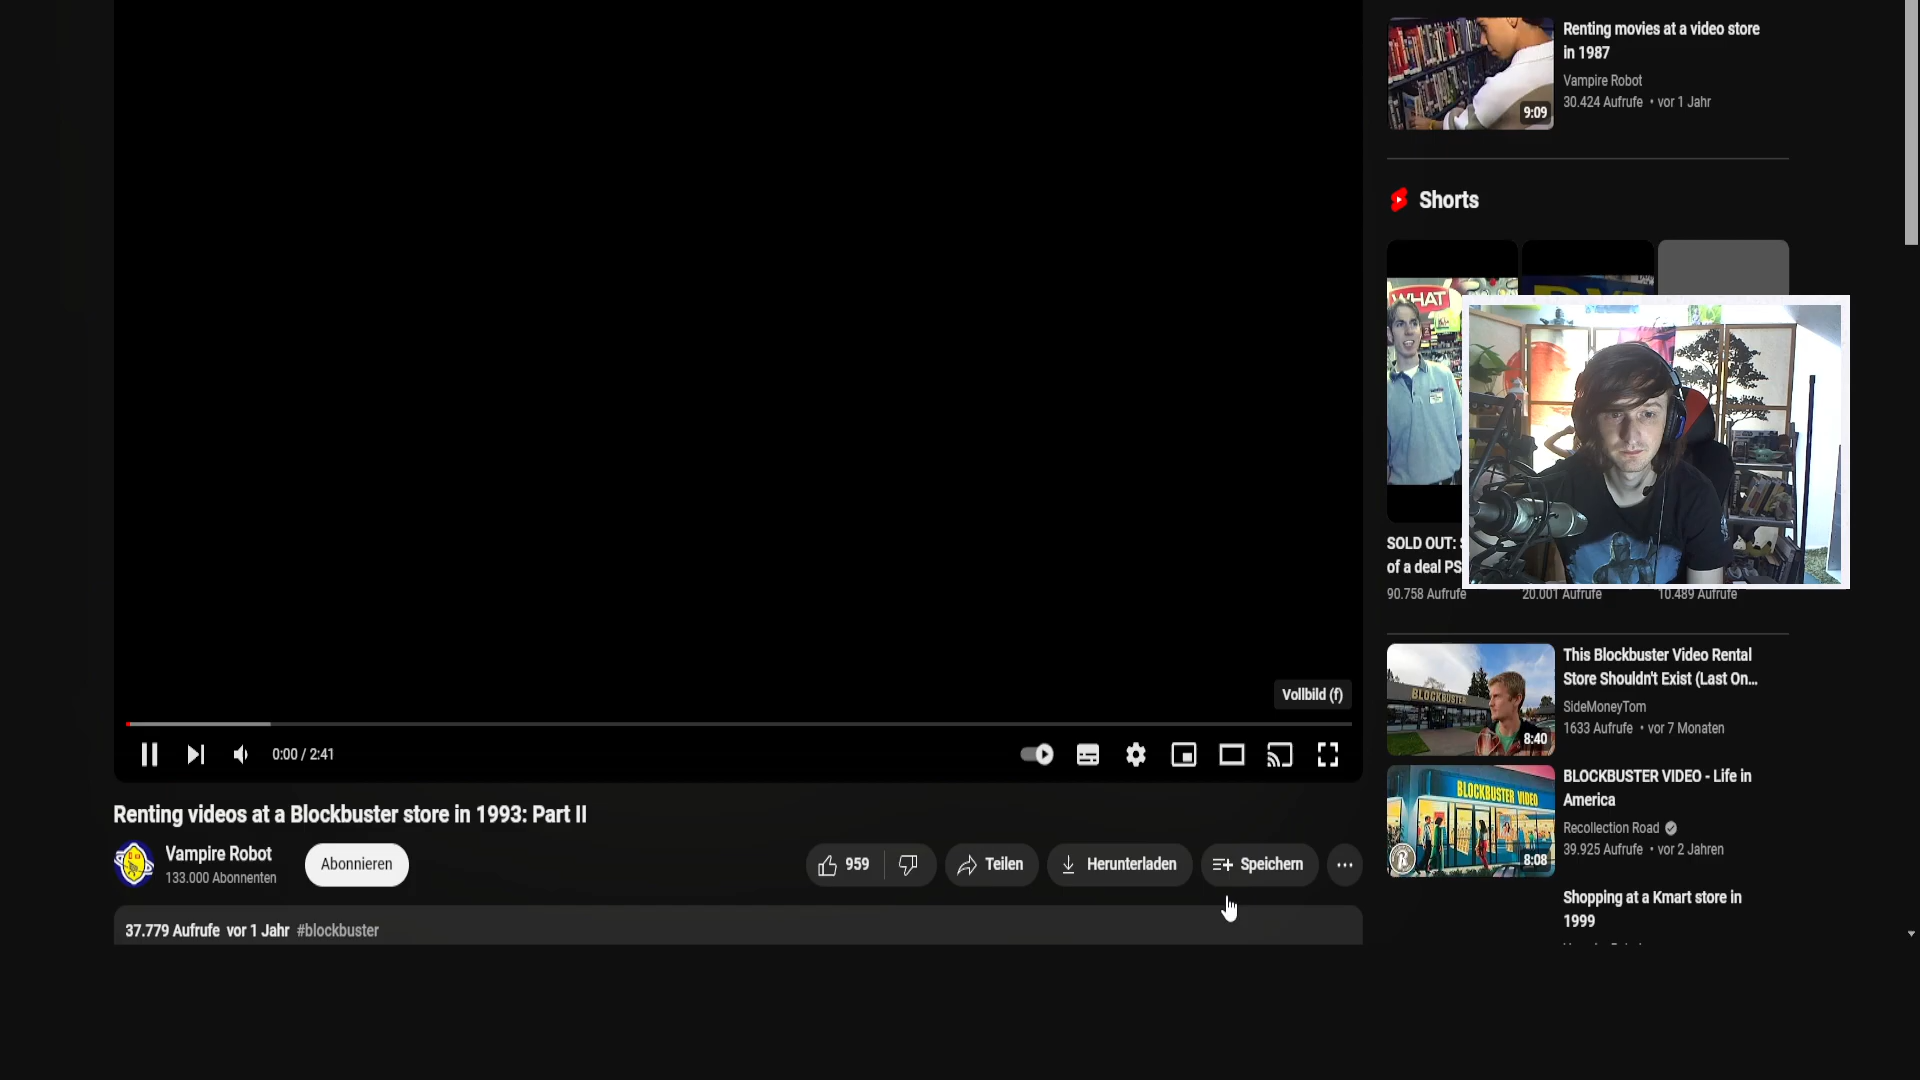 Renting movies at a video store
in 1987
Vampire Robot
30.424 Aufrufe • vor 1 Jahr
9:09
Shorts
WHAT
SOLD OUT:
of a deal PS
90.758 Aufrufe
20.001 Aufrufe
10.489 Aufrufe
Vollbild (f)
0:00 / 2:41
Renting videos at a Blockbuster store in 1993: Part II
Vampire Robot
133.000 Abonnenten
Abonnieren
959
Teilen
Herunterladen
Speichern
37.779 Aufrufe vor 1 Jahr #blockbuster
BLOCKBUSTER
8:40
This Blockbuster Video Rental
Store Shouldn't Exist (Last On...
SideMoneyTom
1633 Aufrufe • vor 7 Monaten
BLOCKBUSTER VIDEO
8:08
BLOCKBUSTER VIDEO - Life in
America
Recollection Road
39.925 Aufrufe • vor 2 Jahren
Shopping at a Kmart store in
1999